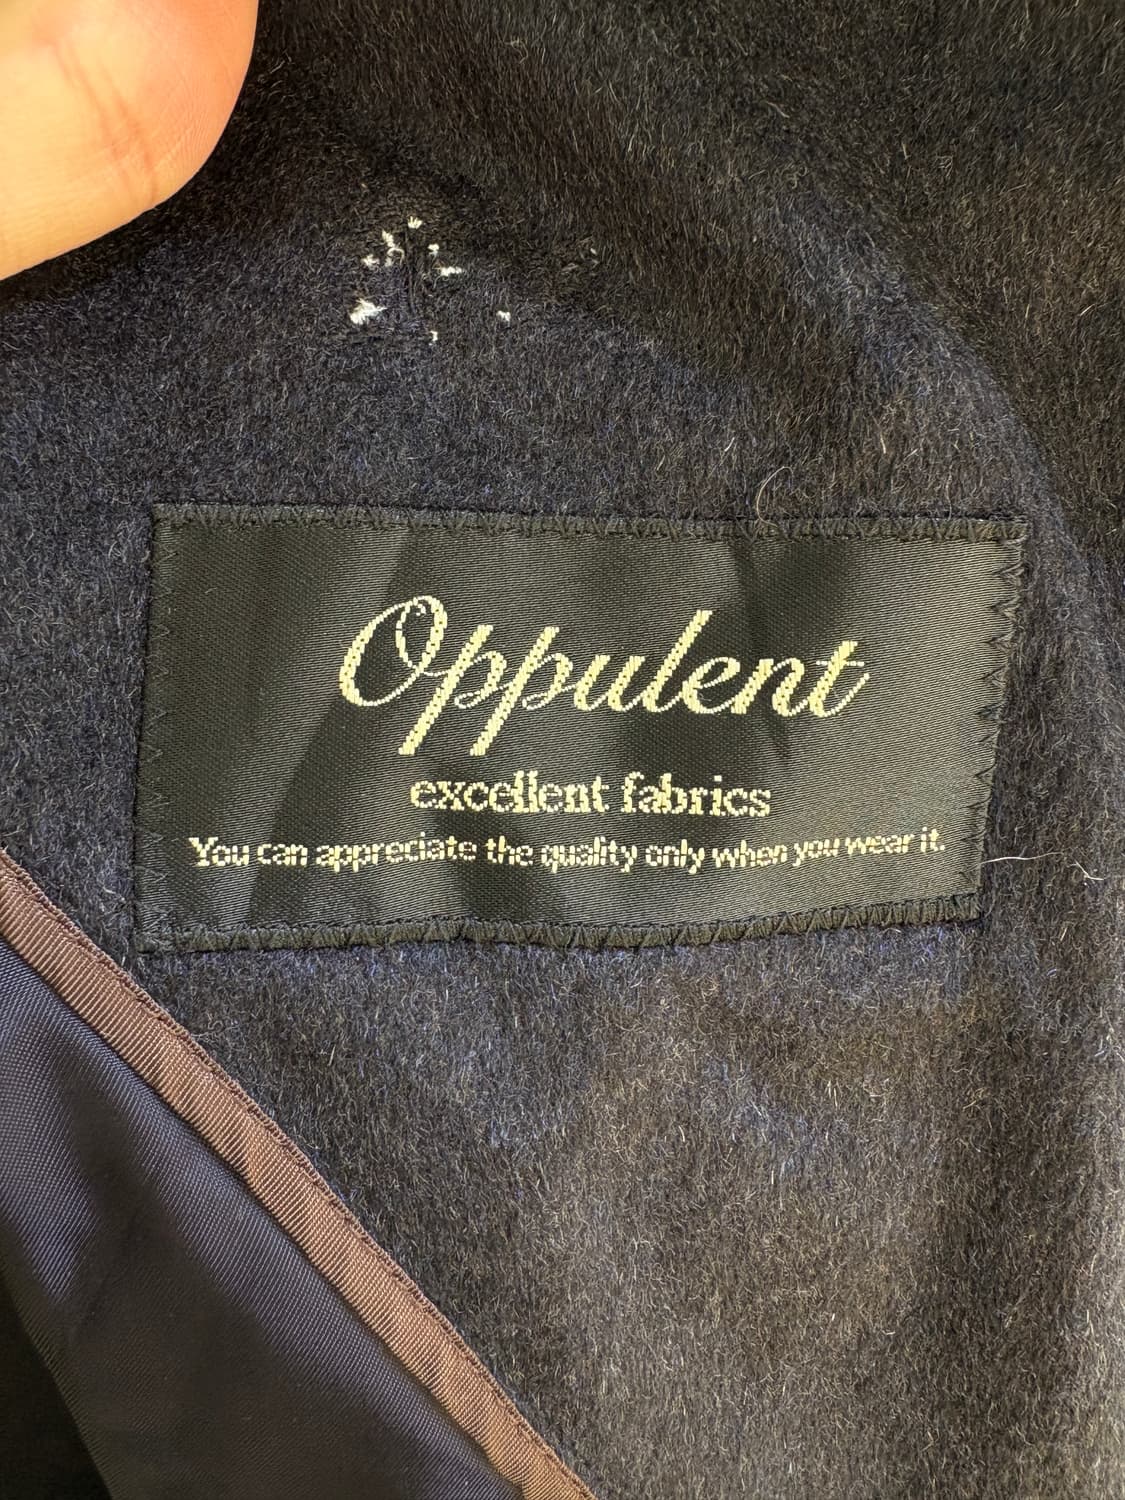 Oppulent
excellent fabrics
You can appreciate the quality only when you wear it.